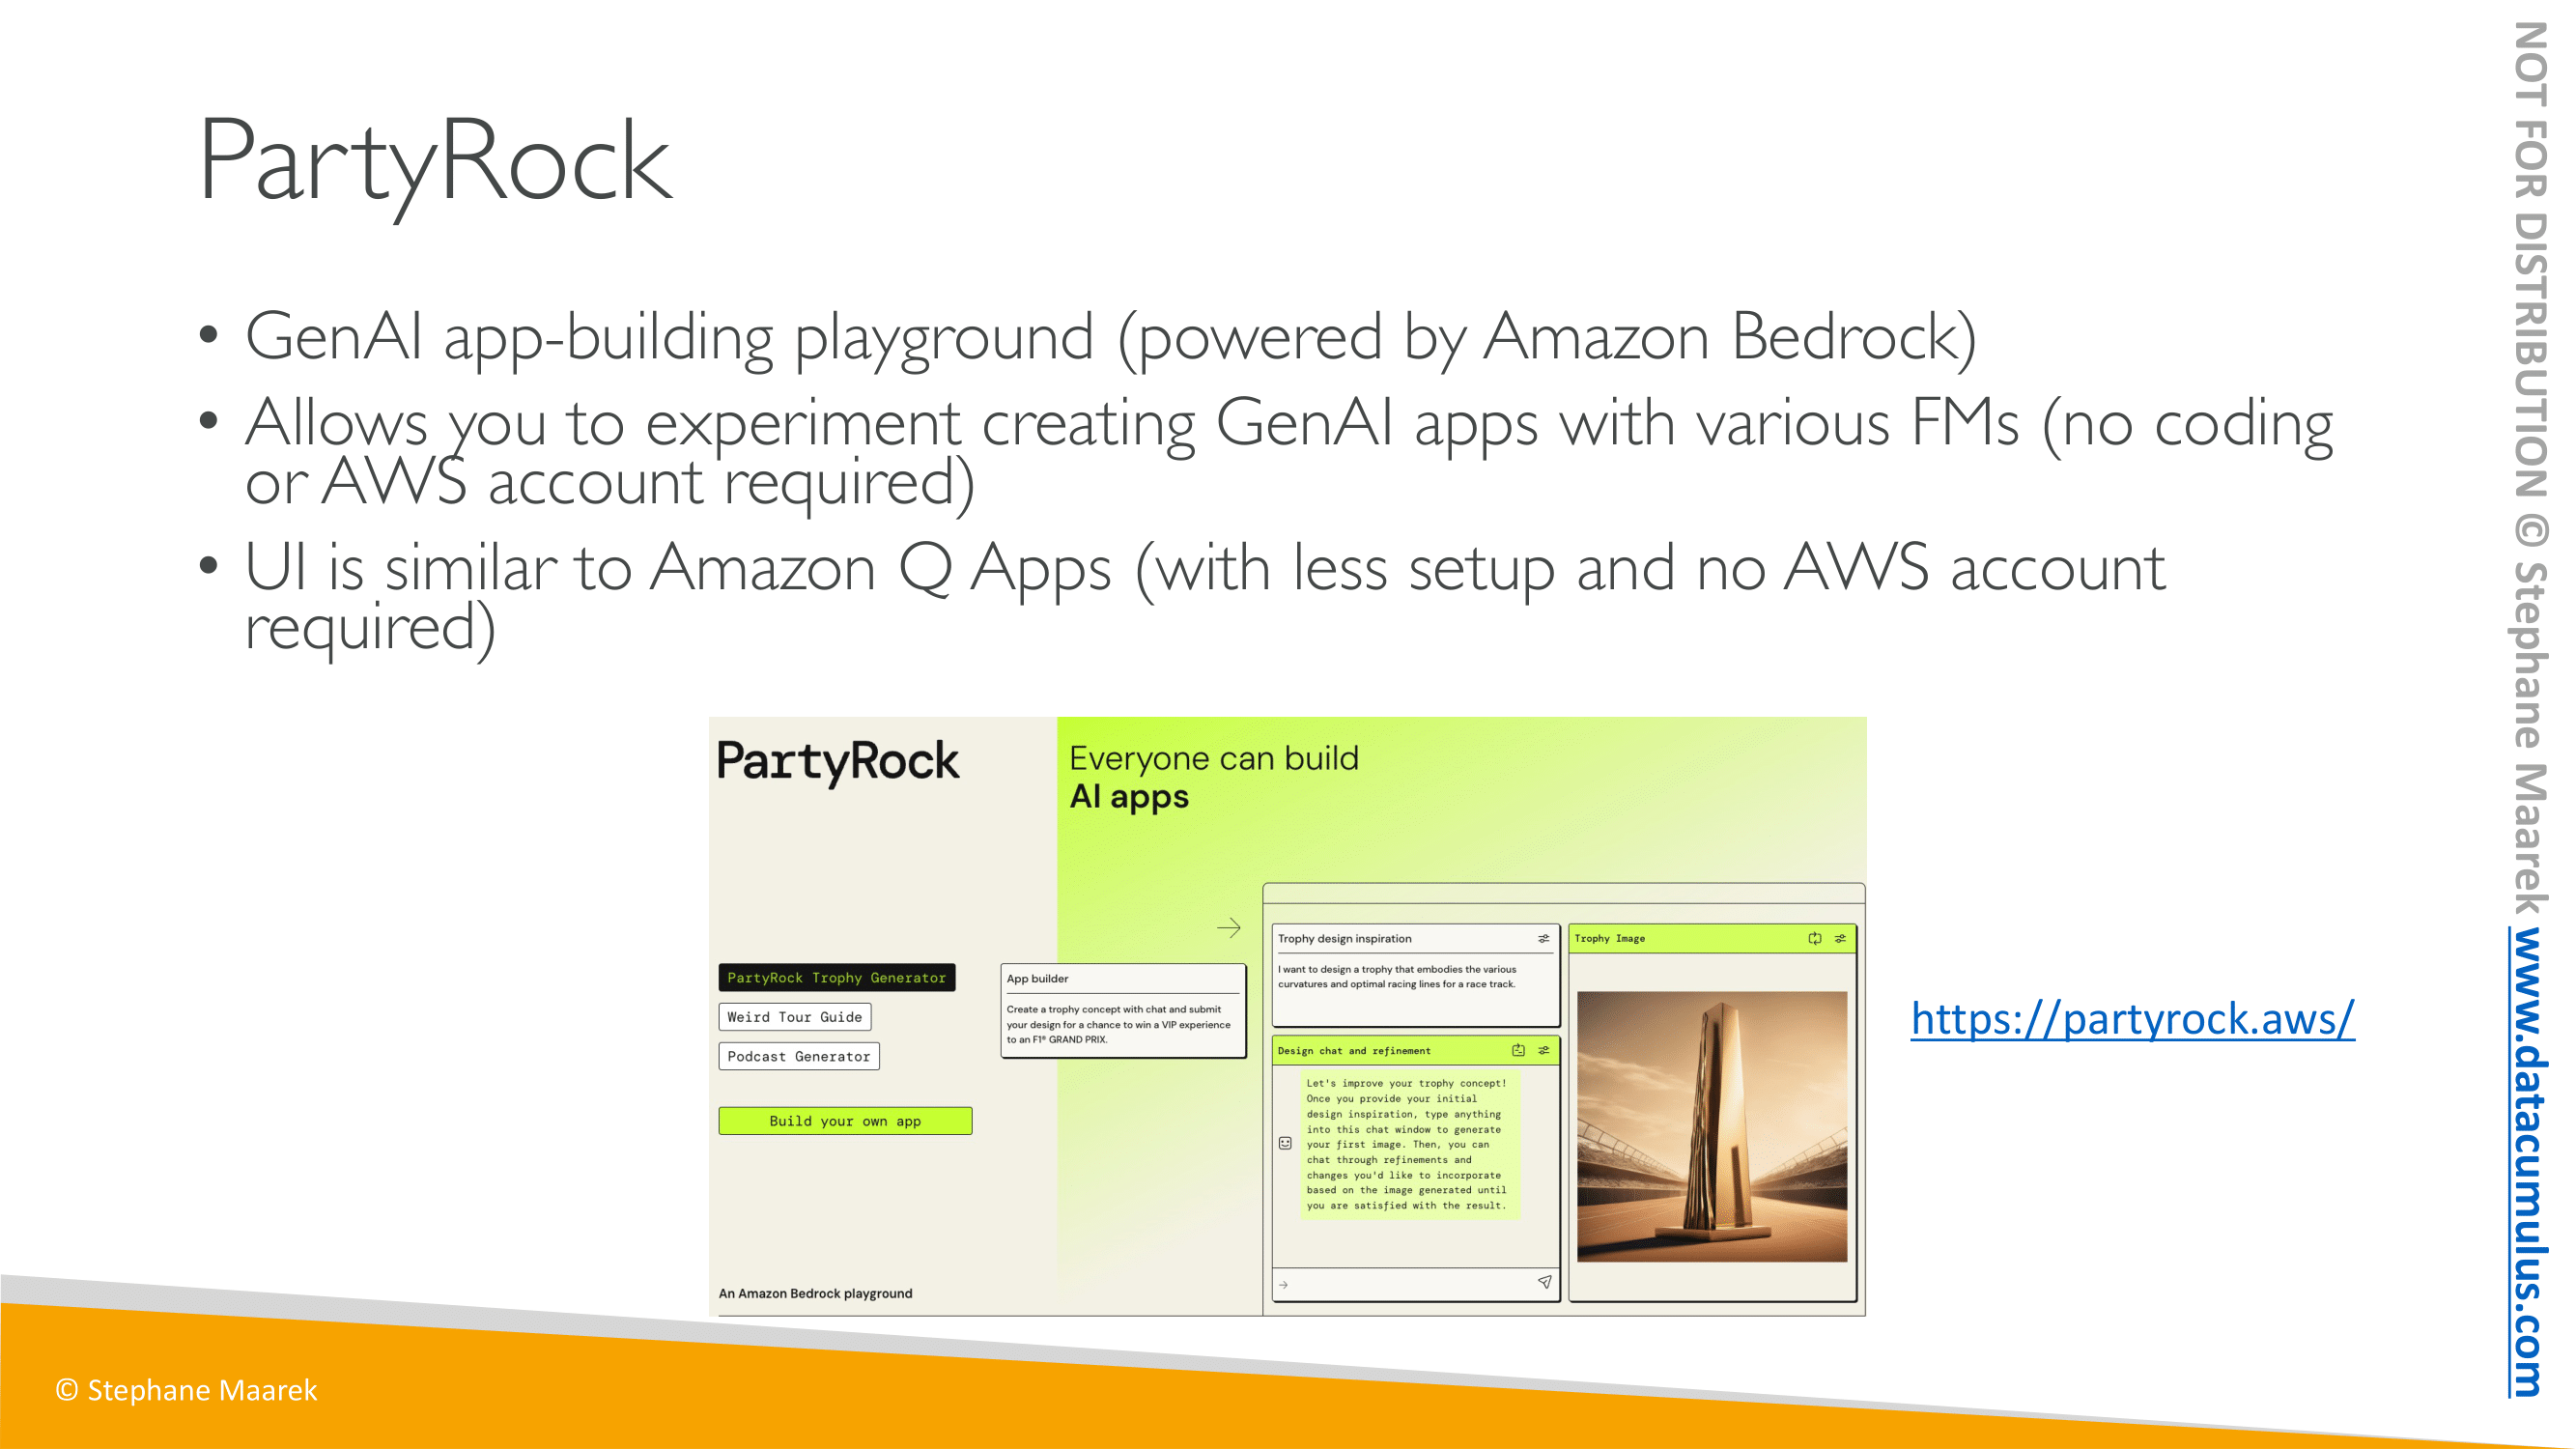 PartyRock
• GenAI app-building playground (powered by Amazon Bedrock)
• Allows you to experiment creating GenAI apps with various FMs (no coding
or AWS account required)
• UI is similar to Amazon Q Apps (with less setup and no AWS account
required)
PartyRock
PartyRock Trophy Generator
Weird Tour Guide
Podcast Generator
Build your own app
An Amazon Bedrock playground
Everyone can build
AI apps
App builder
Create a trophy concept with chat and submit
your design for a chance to win a VIP experience
to an F1® GRAND PRIX.
Trophy design inspiration
I want to design a trophy that embodies the various
curvatures and optimal racing lines for a race track.
Design chat and refinement
Let's improve your trophy concept!
Once you provide your initial
design inspiration, type anything
into this chat window to generate
your first image. Then, you can
chat through refinements and
changes you'd like to incorporate
based on the image generated until
you are satisfied with the result.
Trophy Image
https://partyrock.aws/
© Stephane Maarek
NOT FOR DISTRIBUTION © Stephane Maarek www.datacumulus.com